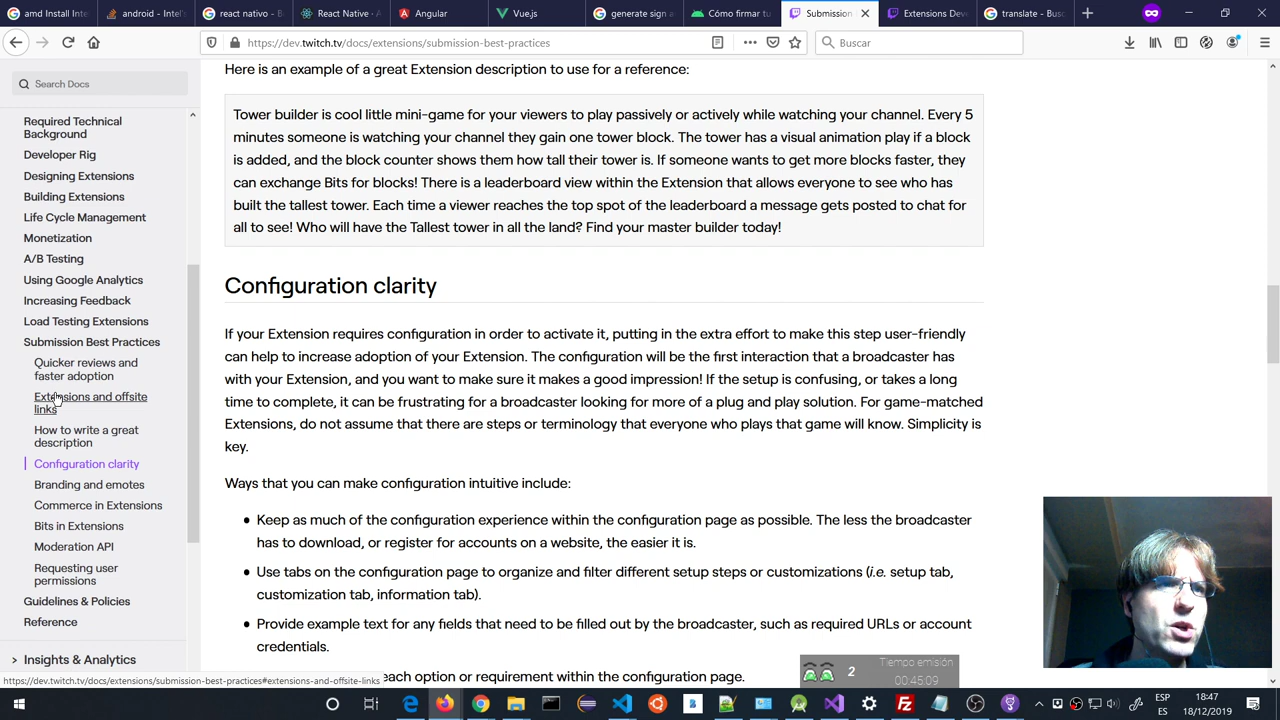 amd Install Inte
android - Intel's
react nativo - B
React Native · A
Angular
Vue.js
generate sign a
Cómo firmar tu
Submission
Extensions Dev
translate - Busc
https://dev.twitch.tv/docs/extensions/submission-best-practices
Buscar
Search Docs
Required Technical
Background
Developer Rig
Designing Extensions
Building Extensions
Life Cycle Management
Monetization
A/B Testing
Using Google Analytics
Increasing Feedback
Load Testing Extensions
Submission Best Practices
Quicker reviews and
faster adoption
Extensions and offsite
links
How to write a great
description
Configuration clarity
Branding and emotes
Commerce in Extensions
Bits in Extensions
Moderation API
Requesting user
permissions
Guidelines & Policies
Reference
Insights & Analytics
Here is an example of a great Extension description to use for a reference:
Tower builder is cool little mini-game for your viewers to play passively or actively while watching your channel. Every 5
minutes someone is watching your channel they gain one tower block. The tower has a visual animation play if a block
is added, and the block counter shows them how tall their tower is. If someone wants to get more blocks faster, they
can exchange Bits for blocks! There is a leaderboard view within the Extension that allows everyone to see who has
built the tallest tower. Each time a viewer reaches the top spot of the leaderboard a message gets posted to chat for
all to see! Who will have the Tallest tower in all the land? Find your master builder today!
Configuration clarity
If your Extension requires configuration in order to activate it, putting in the extra effort to make this step user-friendly
can help to increase adoption of your Extension. The configuration will be the first interaction that a broadcaster has
with your Extension, and you want to make sure it makes a good impression! If the setup is confusing, or takes a long
time to complete, it can be frustrating for a broadcaster looking for more of a plug and play solution. For game-matched
Extensions, do not assume that there are steps or terminology that everyone who plays that game will know. Simplicity is
key.
Ways that you can make configuration intuitive include:
Keep as much of the configuration experience within the configuration page as possible. The less the broadcaster
has to download, or register for accounts on a website, the easier it is.
Use tabs on the configuration page to organize and filter different setup steps or customizations (i.e. setup tab,
customization tab, information tab).
Provide example text for any fields that need to be filled out by the broadcaster, such as required URLs or account
credentials.
each option or requirement within the configuration page.
https://dev.twitch.tv/docs/extensions/submission-best-practices#extensions-and-offsite-links
2
Tiempo emisión
00:45:09
ESP
ES
18:47
18/12/2019